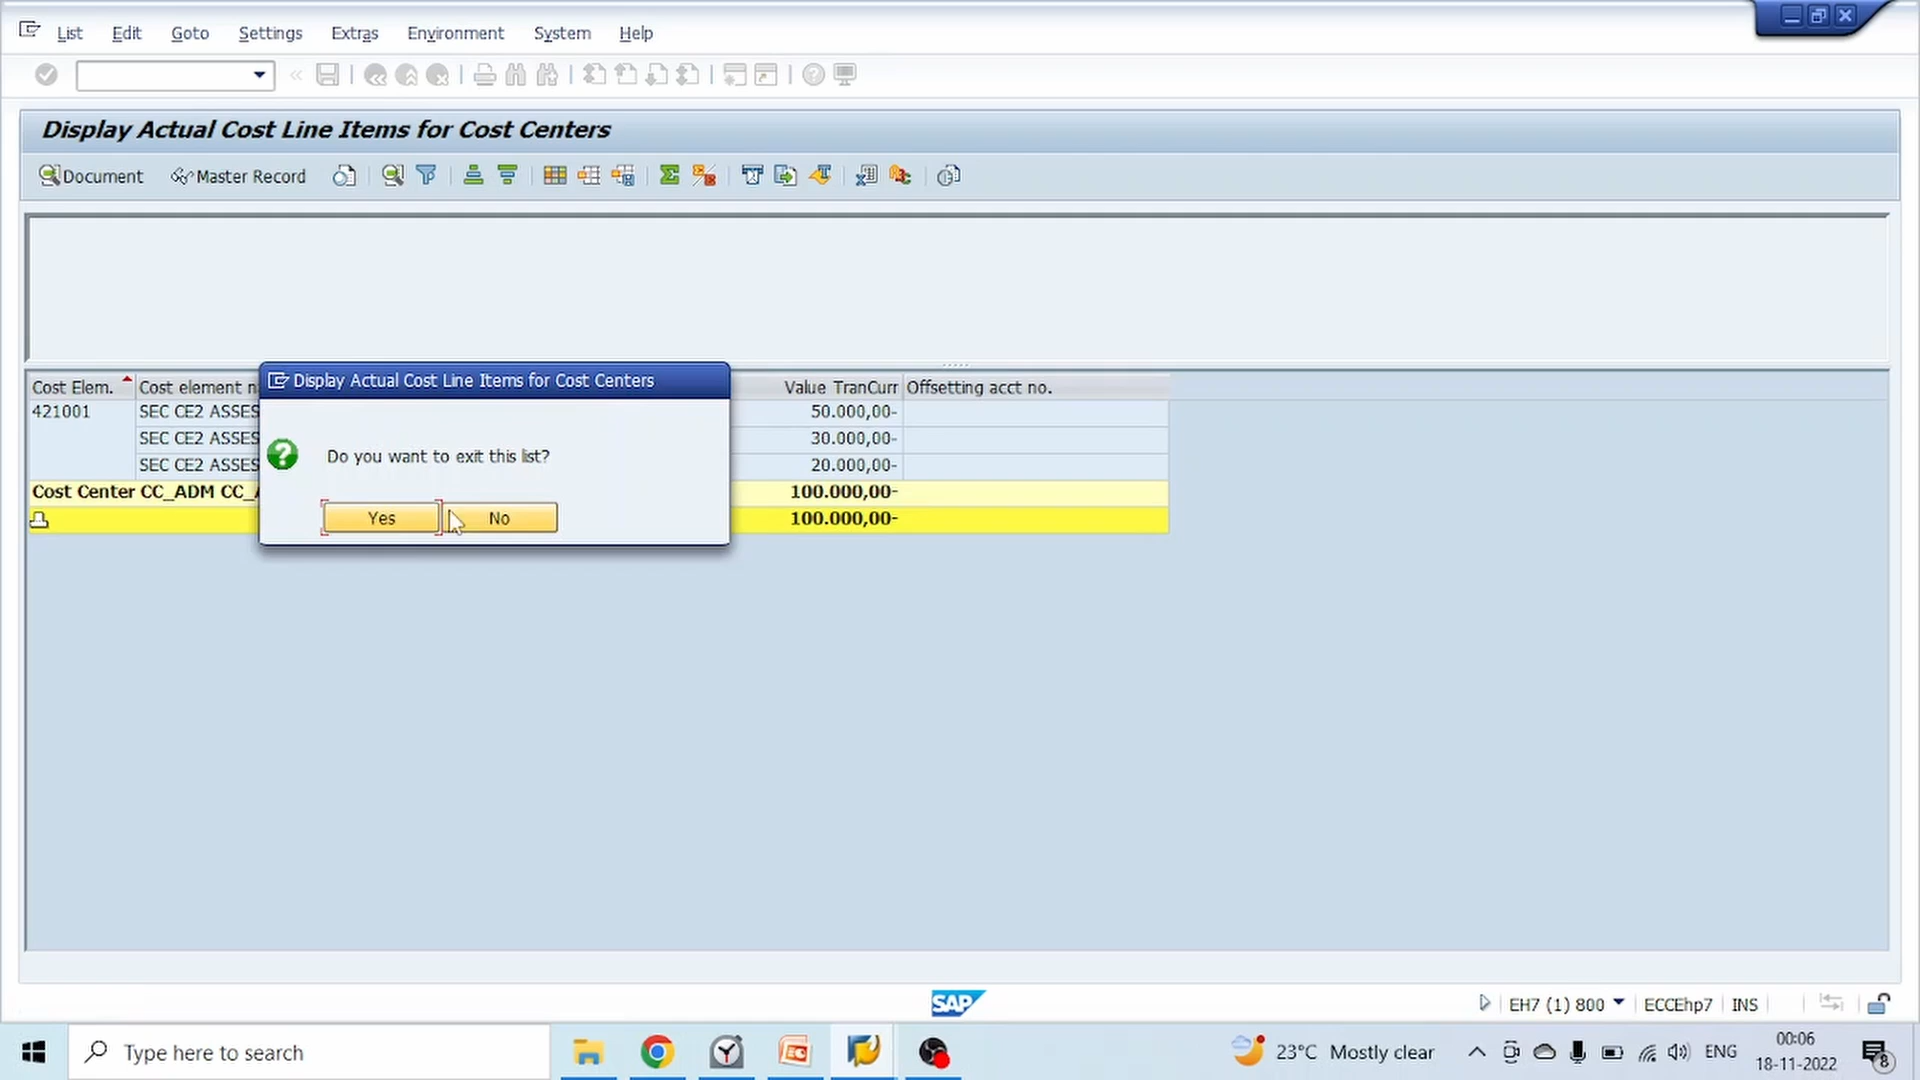 List Edit Goto Settings Extras Environment System Help
Display Actual Cost Line Items for Cost Centers
Document Master Record
Cost Elem. Cost element n Value TranCurr Offsetting acct no.
421001 SEC CE2 ASSES 50.000,00-
SEC CE2 ASSES 30.000,00-
SEC CE2 ASSES 20.000,00-
Cost Center CC_ADM CC_ 100.000,00-
100.000,00-
Display Actual Cost Line Items for Cost Centers
Do you want to exit this list?
Yes No
SAP
EH7 (1) 800 ECCEhp7 INS
Type here to search
23°C Mostly clear
ENG
00:06
18-11-2022
8